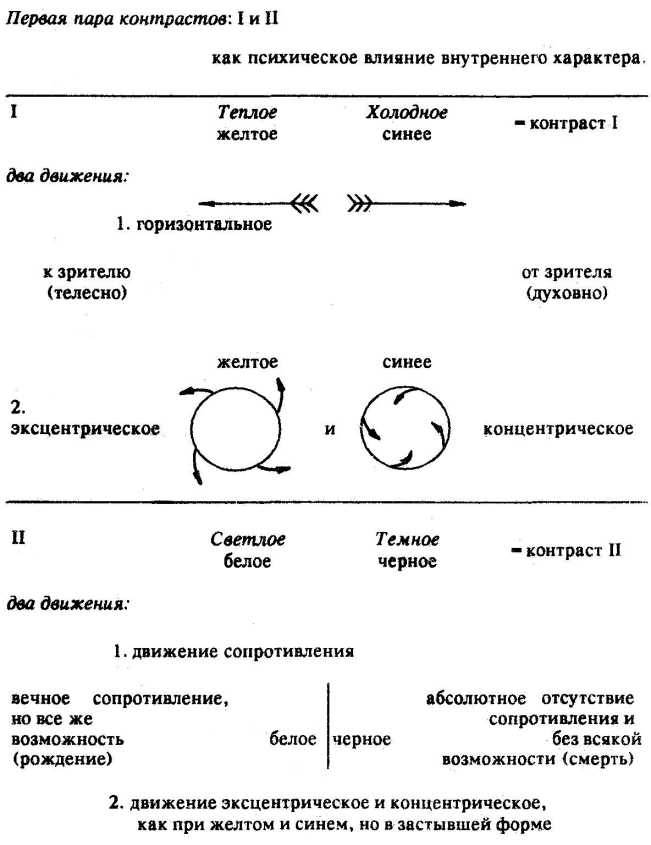 Первая пара контрастов: I и II
как психическое влияние внутреннего характера.
I Теплое Холодное
желтое синее - контраст I
два движения:
1. горизонтальное
к зрителю от зрителя
(телесно) (духовно)
желтое синее
2.
эксцентрическое и концентрическое
II Светлое Темное
белое черное - контраст II
два движения:
1. движение сопротивления
вечное сопротивление, абсолютное отсутствие
но все же сопротивления и
возможность белое черное без всякой
(рождение) возможности (смерть)
2. движение эксцентрическое и концентрическое,
как при желтом и синем, но в застывшей форме